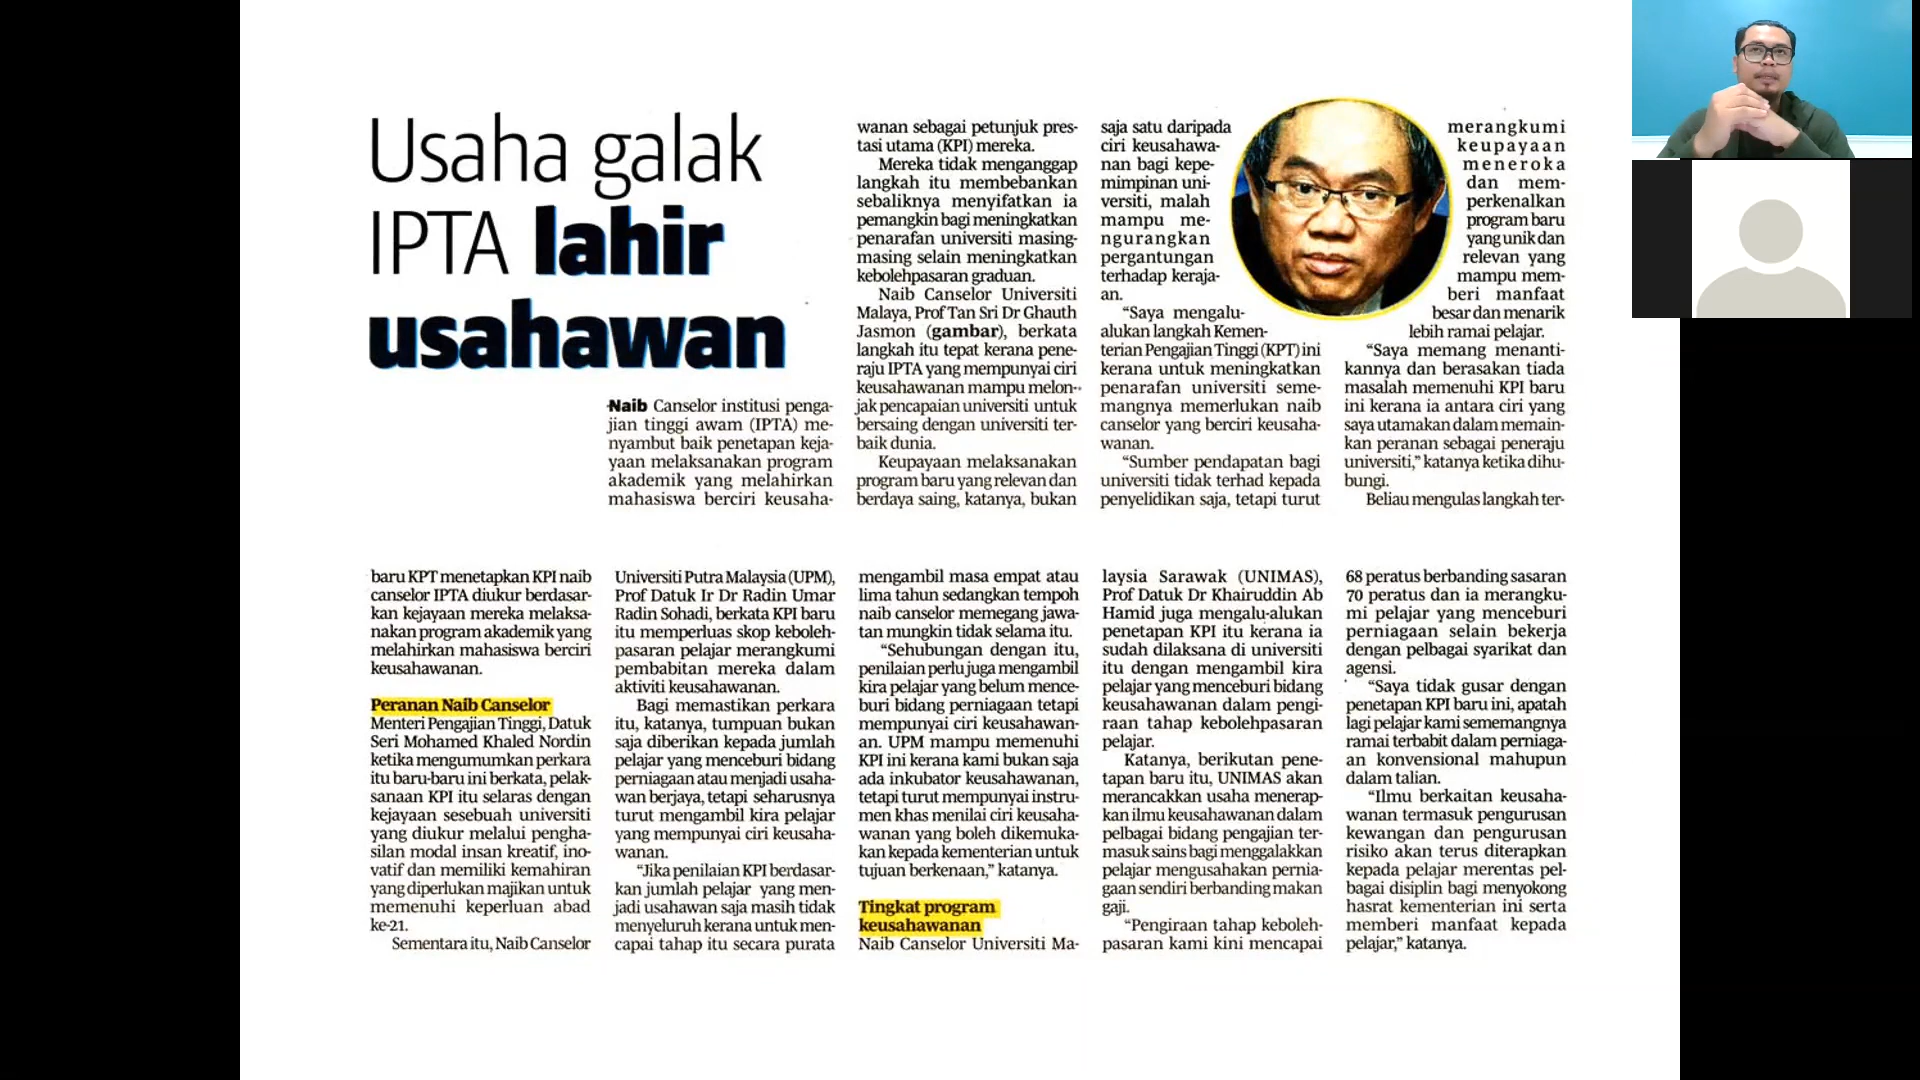 Usaha galak
IPTA lahir
usahawan
Naib Canselor institusi penga-
jian tinggi awam (IPTA) me-
nyambut baik penetapan keja-
yaan melaksanakan program
akademik yang melahirkan
mahasiswa berciri keusaha-
wanan sebagai petunjuk pres-
tasi utama (KPI) mereka.
Mereka tidak menganggap
langkah itu membebankan
sebaliknya menyifatkan ia
pemangkin bagi meningkatkan
penarafan universiti masing-
masing selain meningkatkan
kebolehpasaran graduan.
Naib Canselor Universiti
Malaya, Prof Tan Sri Dr Ghauth
Jasmon (gambar), berkata
langkah itu tepat kerana pene-
raju IPTA yang mempunyai ciri
keusahawanan mampu melon-
jak pencapaian universiti untuk
bersaing dengan universiti ter-
baik dunia.
Keupayaan melaksanakan
program baru yang relevan dan
berdaya saing, katanya, bukan
saja satu daripada
ciri keusahawa-
nan bagi kepe-
mimpinan uni-
versiti, malah
mampu me-
ngurangkan
pergantungan
terhadap keraja-
an.
“Saya mengalu-
alukan langkah Kemen-
terian Pengajian Tinggi (KPT) ini
kerana untuk meningkatkan
penarafan universiti seme-
mangnya memerlukan naib
canselor yang berciri keusaha-
wanan.
“Sumber pendapatan bagi
universiti tidak terhad kepada
penyelidikan saja, tetapi turut
merangkumi
keupayaan
meneroka
dan mem-
perkenalkan
program baru
yang unik dan
relevan yang
mampu mem-
beri manfaat
besar dan menarik
lebih ramai pelajar.
“Saya memang menanti-
kannya dan berasakan tiada
masalah memenuhi KPI baru
ini kerana ia antara ciri yang
saya utamakan dalam memain-
kan peranan sebagai peneraju
universiti,” katanya ketika dihu-
bungi.
Beliau mengulas langkah ter-
baru KPT menetapkan KPI naib
canselor IPTA diukur berdasar-
kan kejayaan mereka melaksa-
nakan program akademik yang
melahirkan mahasiswa berciri
keusahawanan.
Peranan Naib Canselor
Menteri Pengajian Tinggi, Datuk
Seri Mohamed Khaled Nordin
ketika mengumumkan perkara
itu baru-baru ini berkata, pelak-
sanaan KPI itu selaras dengan
kejayaan sesebuah universiti
yang diukur melalui pengha-
silan modal insan kreatif, ino-
vatif dan memiliki kemahiran
yang diperlukan majikan untuk
memenuhi keperluan abad
ke-21.
Sementara itu, Naib Canselor
Universiti Putra Malaysia (UPM),
Prof Datuk Ir Dr Radin Umar
Radin Sohadi, berkata KPI baru
itu memperluas skop keboleh-
pasaran pelajar merangkumi
pembabitan mereka dalam
aktiviti keusahawanan.
Bagi memastikan perkara
itu, katanya, tumpuan bukan
saja diberikan kepada jumlah
pelajar yang menceburi bidang
perniagaan atau menjadi usaha-
wan berjaya, tetapi seharusnya
turut mengambil kira pelajar
yang mempunyai ciri keusaha-
wanan.
“Jika penilaian KPI berdasar-
kan jumlah pelajar yang men-
jadi usahawan saja masih tidak
menyeluruh kerana untuk men-
capai tahap itu secara purata
mengambil masa empat atau
lima tahun sedangkan tempoh
naib canselor memegang jawa-
tan mungkin tidak selama itu.
“Sehubungan dengan itu,
penilaian perlu juga mengambil
kira pelajar yang belum mence-
buri bidang perniagaan tetapi
mempunyai ciri keusahawan-
an. UPM mampu memenuhi
KPI ini kerana kami bukan saja
ada inkubator keusahawanan,
tetapi turut mempunyai instru-
men khas menilai ciri keusaha-
wanan yang boleh dikemuka-
kan kepada kementerian untuk
tujuan berkenaan,” katanya.
Tingkat program
keusahawanan
Naib Canselor Universiti Ma-
laysia Sarawak (UNIMAS),
Prof Datuk Dr Khairuddin Ab
Hamid juga mengalu-alukan
penetapan KPI itu kerana ia
sudah dilaksana di universiti
itu dengan mengambil kira
pelajar yang menceburi bidang
keusahawanan dalam pengi-
raan tahap kebolehpasaran
pelajar.
Katanya, berikutan pene-
tapan baru itu, UNIMAS akan
merancakkan usaha menerap-
kan ilmu keusahawanan dalam
pelbagai bidang pengajian ter-
masuk sains bagi menggalakkan
pelajar mengusahakan pernia-
gaan sendiri berbanding makan
gaji.
“Pengiraan tahap keboleh-
pasaran kami kini mencapai
68 peratus berbanding sasaran
70 peratus dan ia merangku-
mi pelajar yang menceburi
perniagaan selain bekerja
dengan pelbagai syarikat dan
agensi.
“Saya tidak gusar dengan
penetapan KPI baru ini, apatah
lagi pelajar kami sememangnya
ramai terbabit dalam perniaga-
an konvensional mahupun
dalam talian.
“Ilmu berkaitan keusaha-
wanan termasuk pengurusan
kewangan dan pengurusan
risiko akan terus diterapkan
kepada pelajar merentas pel-
bagai disiplin bagi menyokong
hasrat kementerian ini serta
memberi manfaat kepada
pelajar,” katanya.